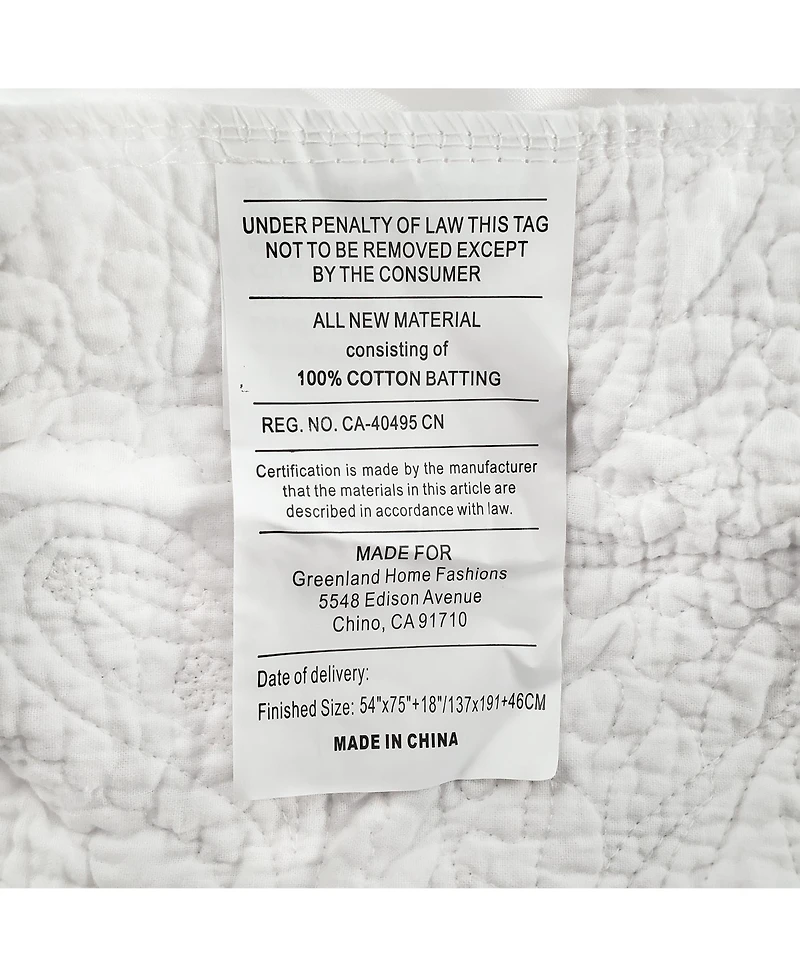 UNDER PENALTY OF LAW THIS TAG
NOT TO BE REMOVED EXCEPT
BY THE CONSUMER
ALL NEW MATERIAL
consisting of
100% COTTON BATTING
REG. NO. CA-40495 CN
Certification is made by the manufacturer
that the materials in this article are
described in accordance with law.
MADE FOR
Greenland Home Fashions
5548 Edison Avenue
Chino, CA 91710
Date of delivery:
Finished Size: 54"x75"+18"/137x191+46CM
MADE IN CHINA